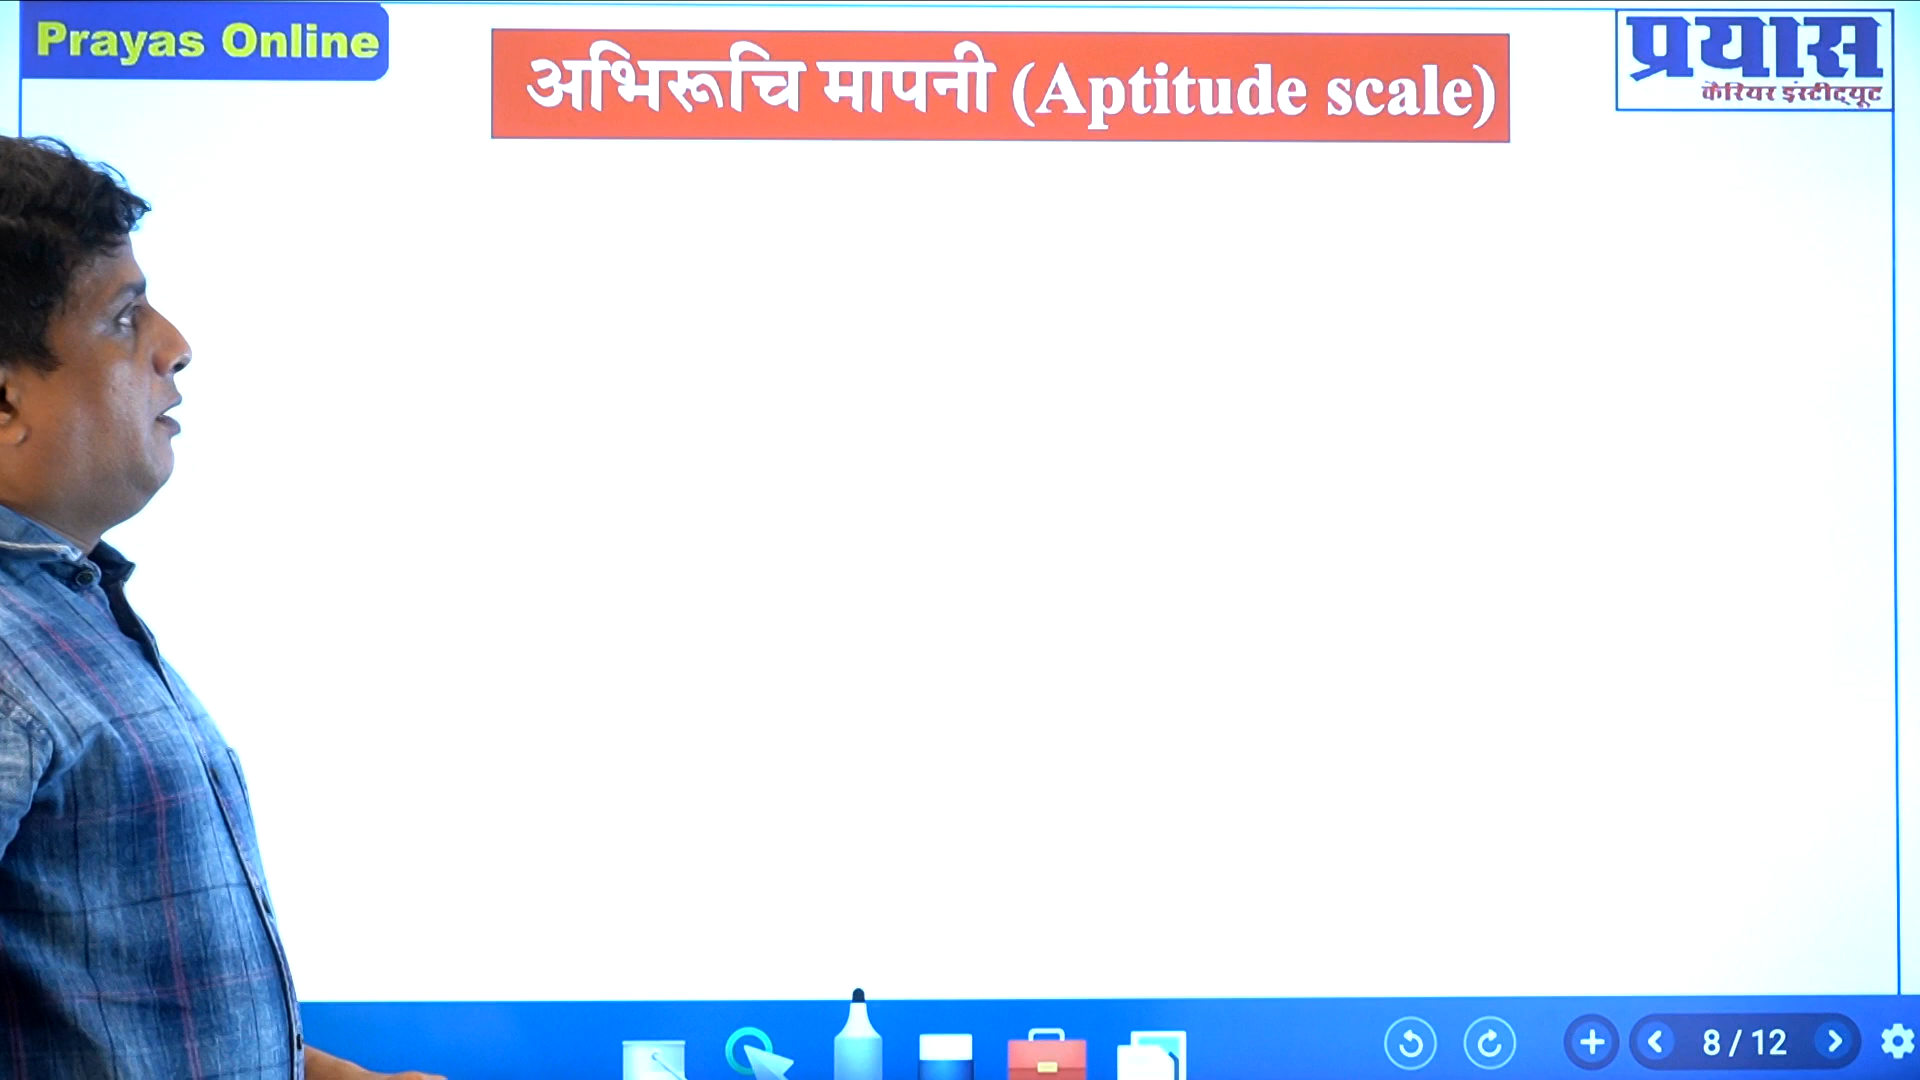 Prayas Online
अभिरूचि मापनी (Aptitude scale)
प्रयास
कैरियर इंस्टीट्यूट
8 / 12